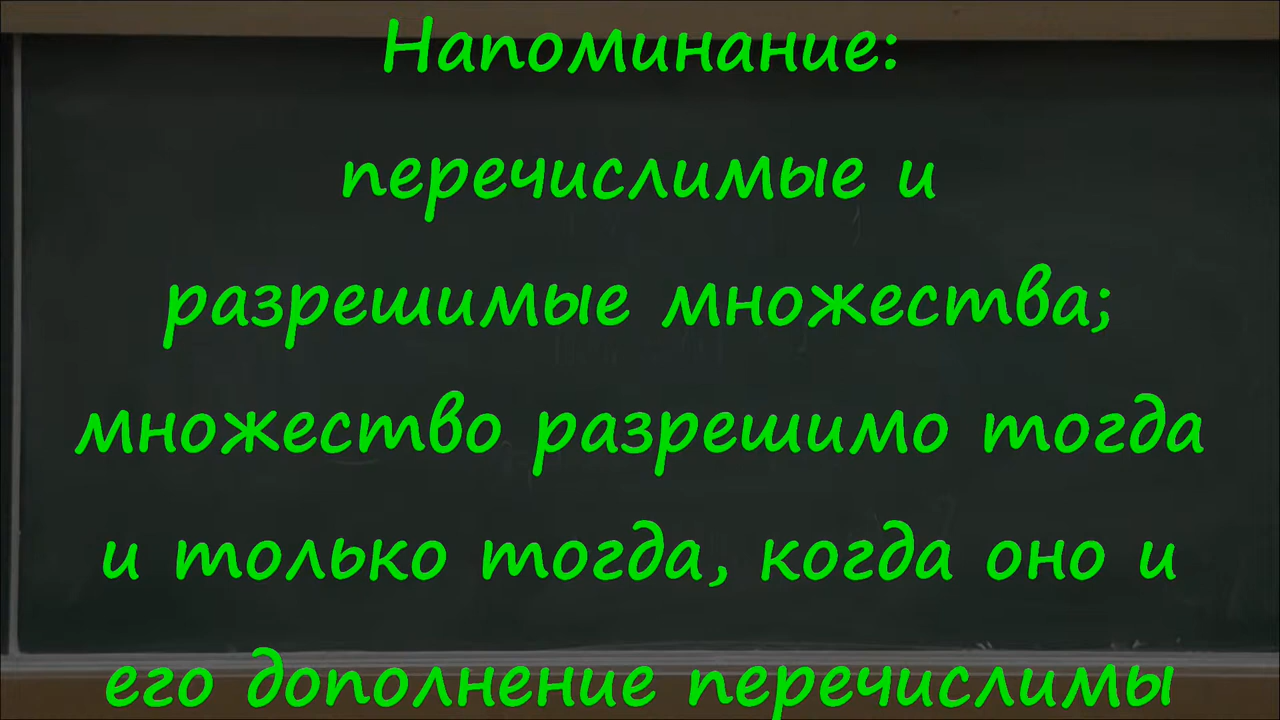 Напоминание:
перечислимые и
разрешимые множества;
множество разрешимо тогда
и только тогда, когда оно и
его дополнение перечислимы